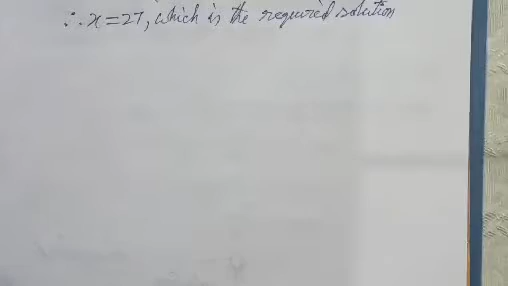 ∴ x=27, which is the required solution